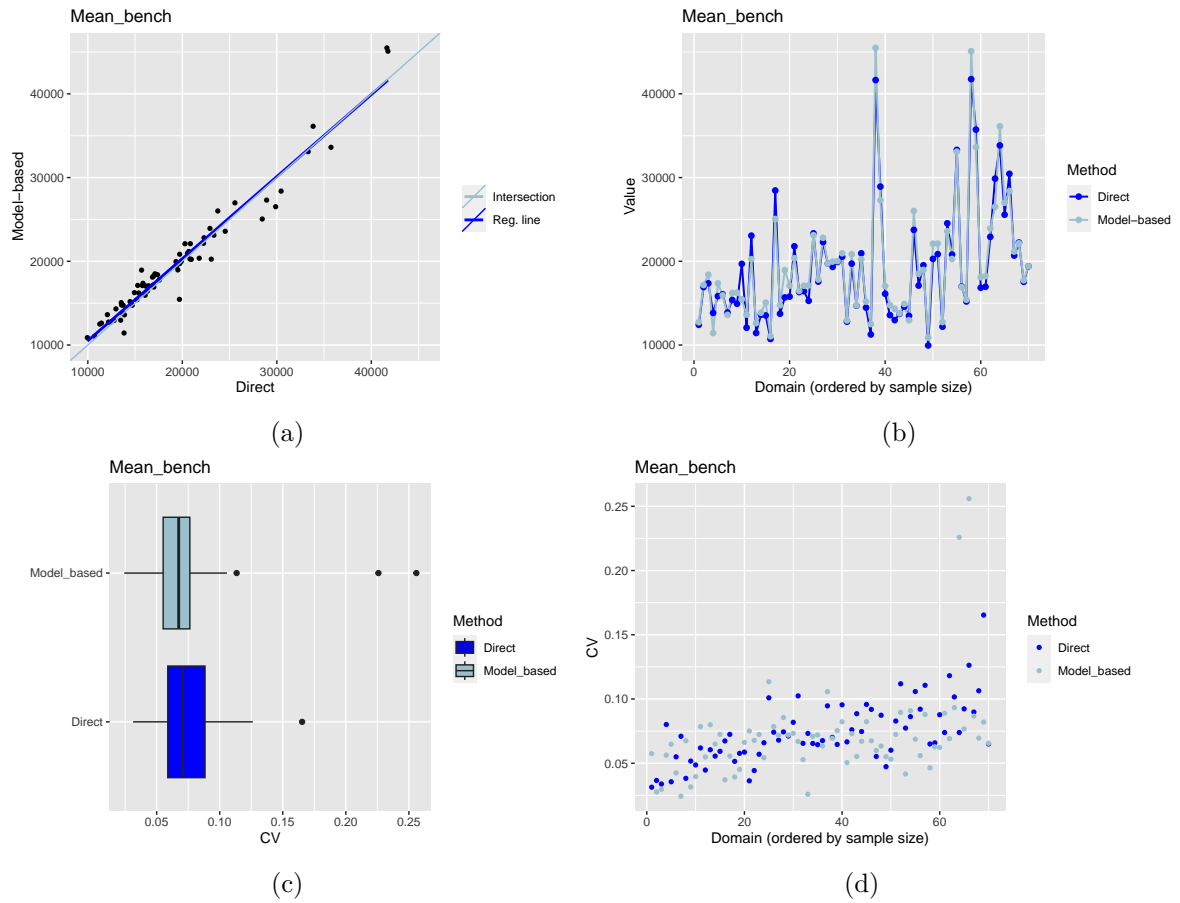 Mean_bench
Model−based
40000
30000
20000
10000
10000 20000 30000 40000
Direct
Intersection
Reg. line
(a)
Mean_bench
Value
40000
30000
20000
10000
0 20 40 60
Domain (ordered by sample size)
Method
Direct
Model−based
(b)
Mean_bench
Model_based
Direct
0.05 0.10 0.15 0.20 0.25
CV
Method
Direct
Model_based
(c)
Mean_bench
CV
0.25
0.20
0.15
0.10
0.05
0 20 40 60
Domain (ordered by sample size)
Method
Direct
Model_based
(d)